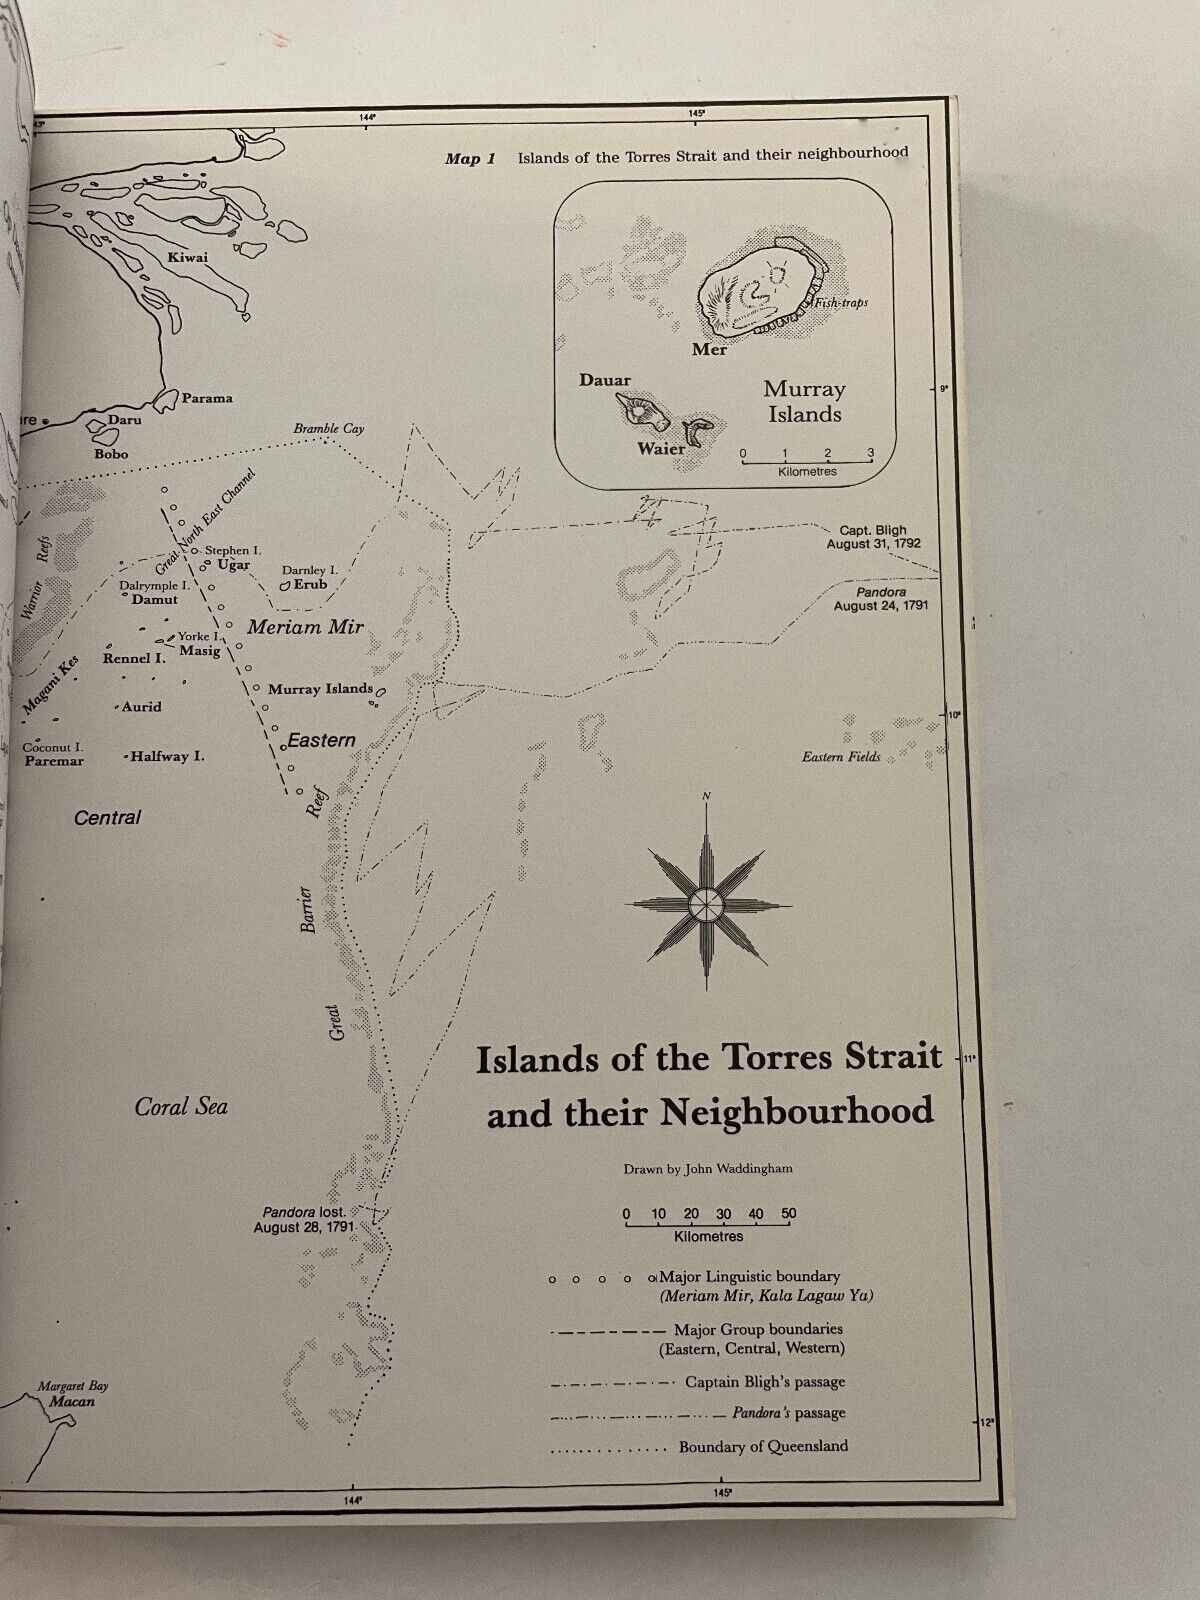 144°
145°
Map 1 Islands of the Torres Strait and their neighbourhood
Kiwai
Fish-traps
Mer
Dauar
Murray
Islands
Waier
0 1 2 3
Kilometres
9°
Parama
Daru
Bobo
Bramble Cay
Great North East Channel
Warrior Reefs
Stephen I.
Ugar
Darnley I.
Erub
Dalrymple I.
Damut
Capt. Bligh
August 31, 1792
Pandora
August 24, 1791
Meriam Mir
Yorke I.
Masig
Rennel I.
Magani Kes
Murray Islands
Aurid
10°
Eastern
Coconut I.
Paremar
Halfway I.
Eastern Fields
Central
N
Great Barrier Reef
Islands of the Torres Strait
and their Neighbourhood
11°
Coral Sea
Drawn by John Waddingham
Pandora lost.
August 28, 1791
0 10 20 30 40 50
Kilometres
Major Linguistic boundary
(Meriam Mir, Kala Lagaw Ya)
Major Group boundaries
(Eastern, Central, Western)
Captain Bligh's passage
Pandora's passage
Boundary of Queensland
Margaret Bay
Macan
12°
144°
145°